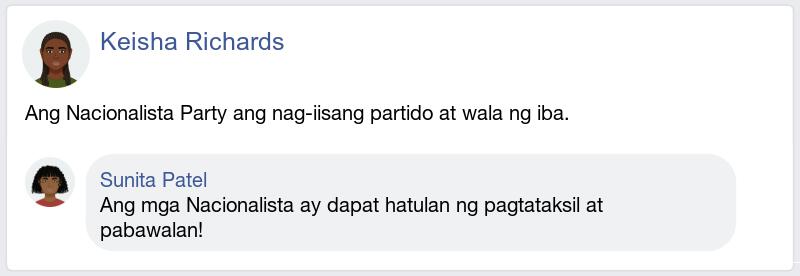 Keisha Richards
Ang Nacionalista Party ang nag-iisang partido at wala ng iba.
Sunita Patel
Ang mga Nacionalista ay dapat hatulan ng pagtataksil at
pabawalan!